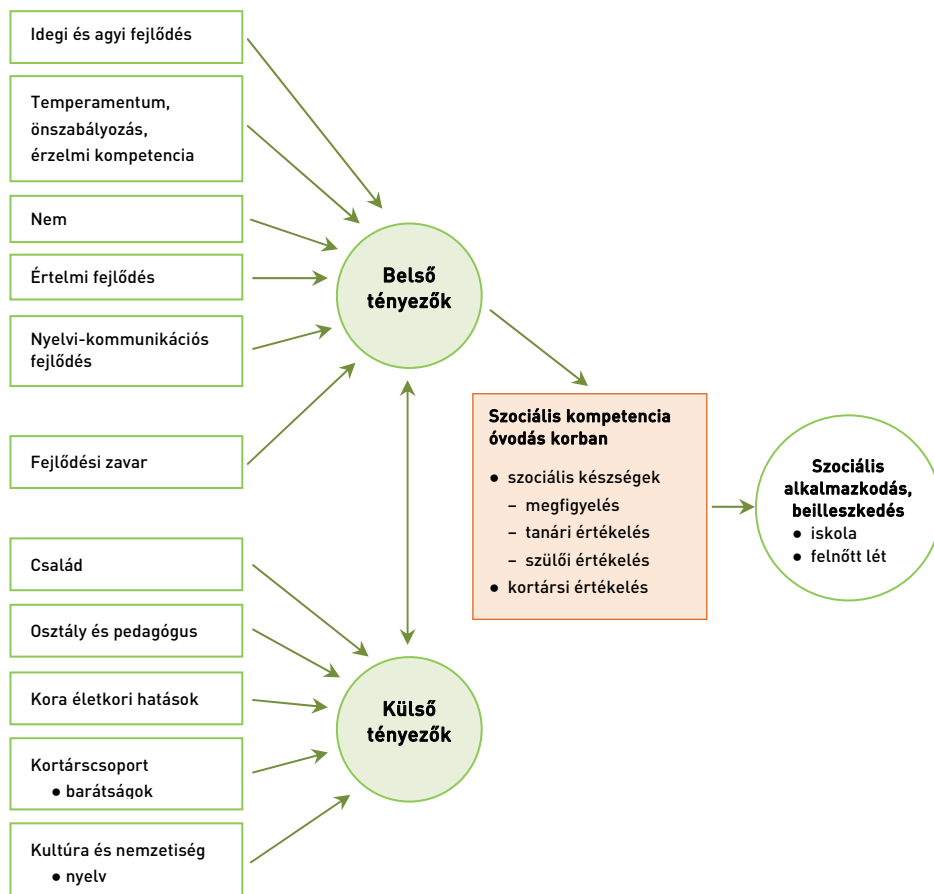 Idegi és agyi fejlődés
Temperamentum,
önszabályozás,
érzelmi kompetencia
Nem
Értelmi fejlődés
Nyelvi-kommunikációs
fejlődés
Fejlődési zavar
Belső
tényezők
Szociális kompetencia
óvodás korban
● szociális készségek
– megfigyelés
– tanári értékelés
– szülői értékelés
● kortársi értékelés
Szociális
alkalmazkodás,
beilleszkedés
● iskola
● felnőtt lét
Család
Osztály és pedagógus
Kora életkori hatások
Kortárscsoport
● barátságok
Kultúra és nemzetiség
● nyelv
Külső
tényezők